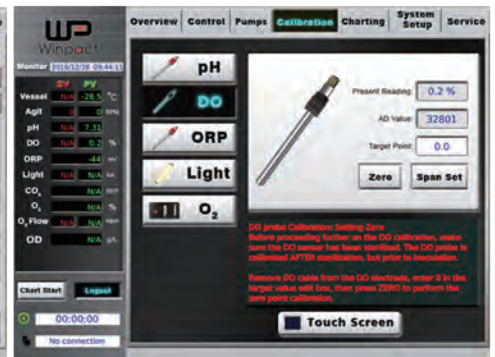 WP
Winpact
Overview Control Pumps Calibration Charting System Setup Service
Monitor 2016/12/28 09:44:11
SV PV
Vessel N/A -28.5 °C
Agit 0 0 RPM
pH N/A 7.31
DO N/A 0.2 %
ORP -44 mV
Light N/A N/A
CO₂ N/A
O₂ N/A %
O₂ Flow N/A N/A
OD N/A
Chart Start Logout
00:00:00
No connection
pH
DO
ORP
Light
O₂
Present Reading: 0.2 %
AD Value: 32801
Target Point: 0.0
Zero Span Set
DO probe Calibration: Setting Zero
Before proceeding further on the DO calibration, make
sure the DO sensor has been sterilized. The DO probe is
calibrated AFTER sterilization, but prior to inoculation.
Remove DO cable from the DO electrode, enter 0 in the
target value edit box, then press ZERO to perform the
zero point calibration.
Touch Screen